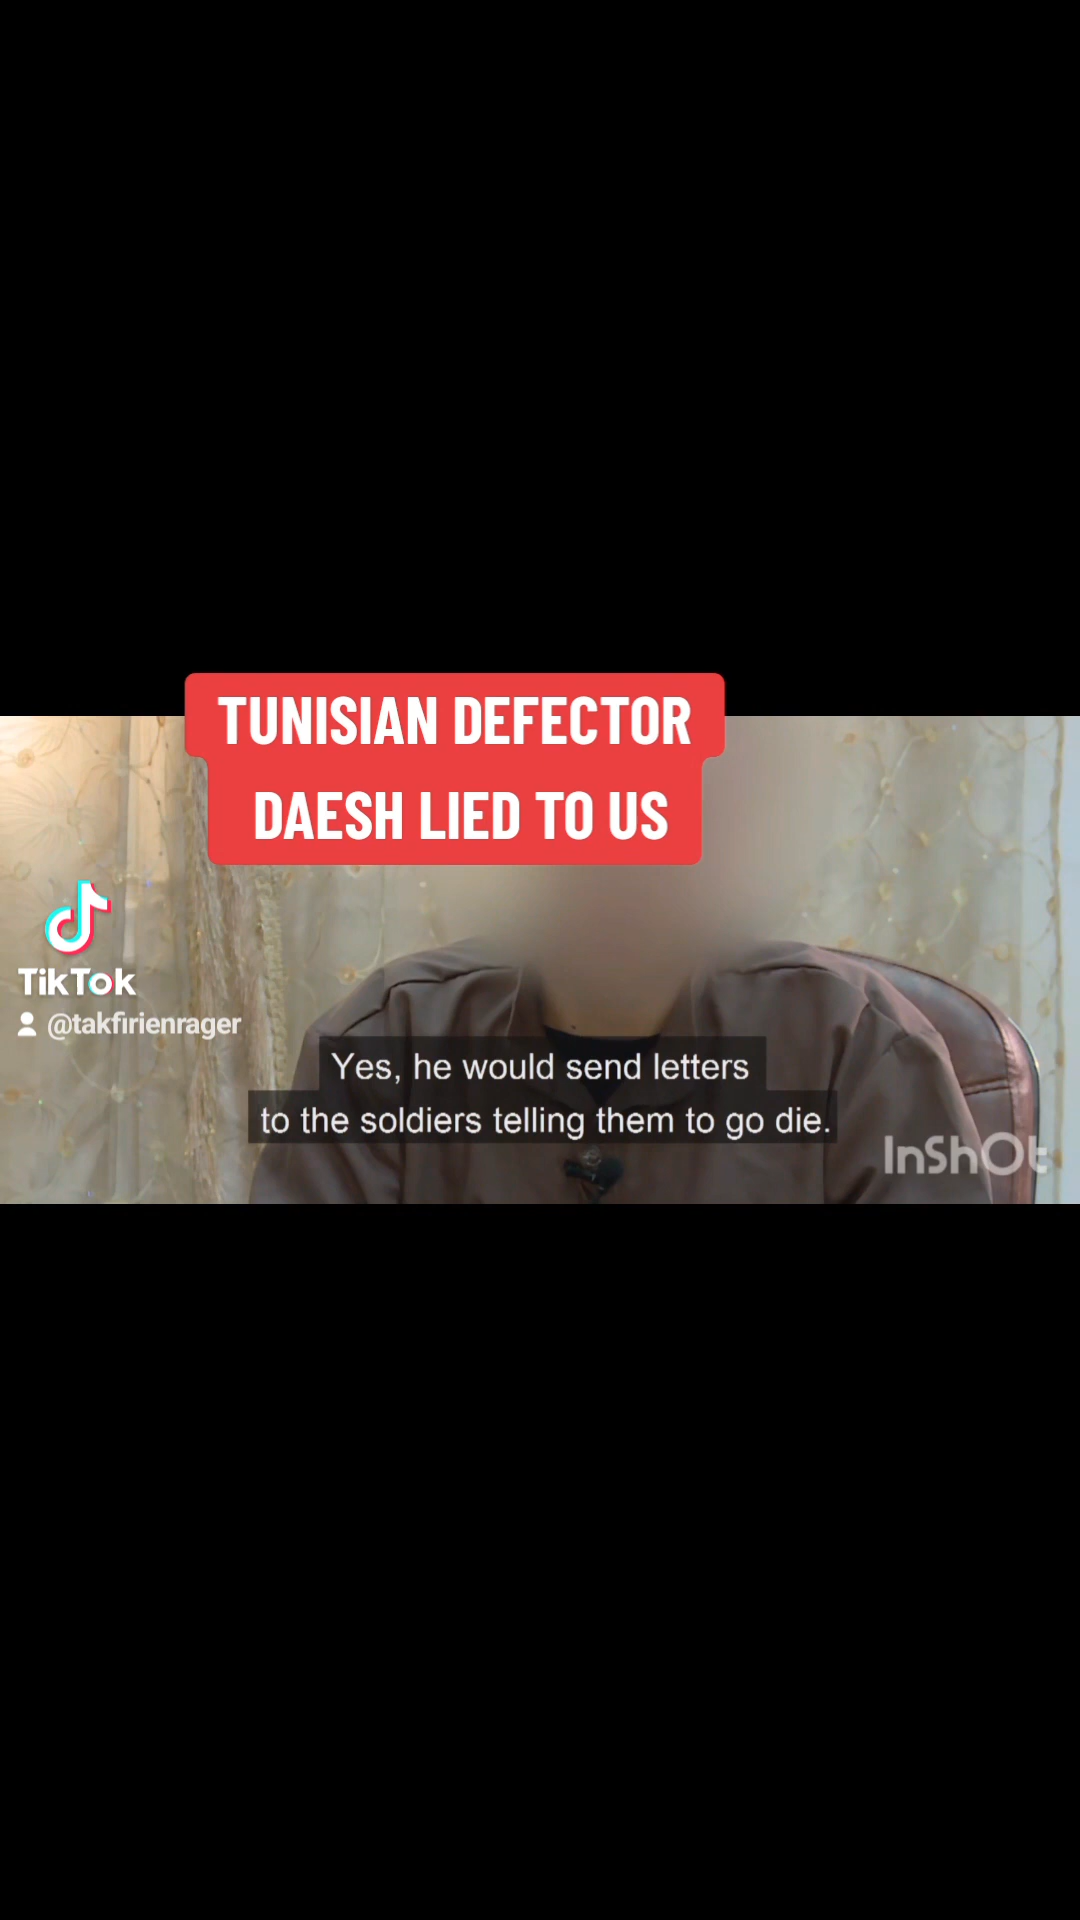 TUNISIAN DEFECTOR
DAESH LIED TO US
TikTok
@takfirienrager
Yes, he would send letters
to the soldiers telling them to go die.
InShOt